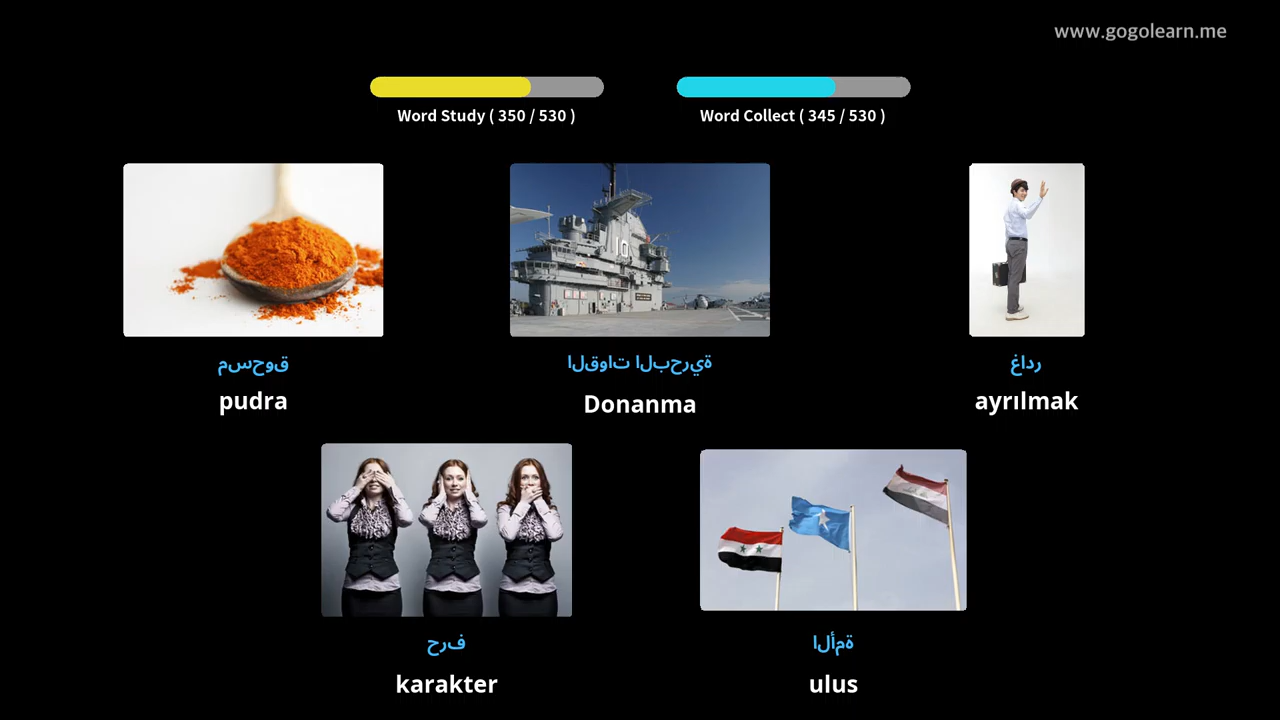 www.gogolearn.me
Word Study ( 350 / 530 )
Word Collect ( 345 / 530 )
مسحوق
pudra
القوات البحرية
Donanma
غادر
ayrılmak
حرف
karakter
الأمة
ulus